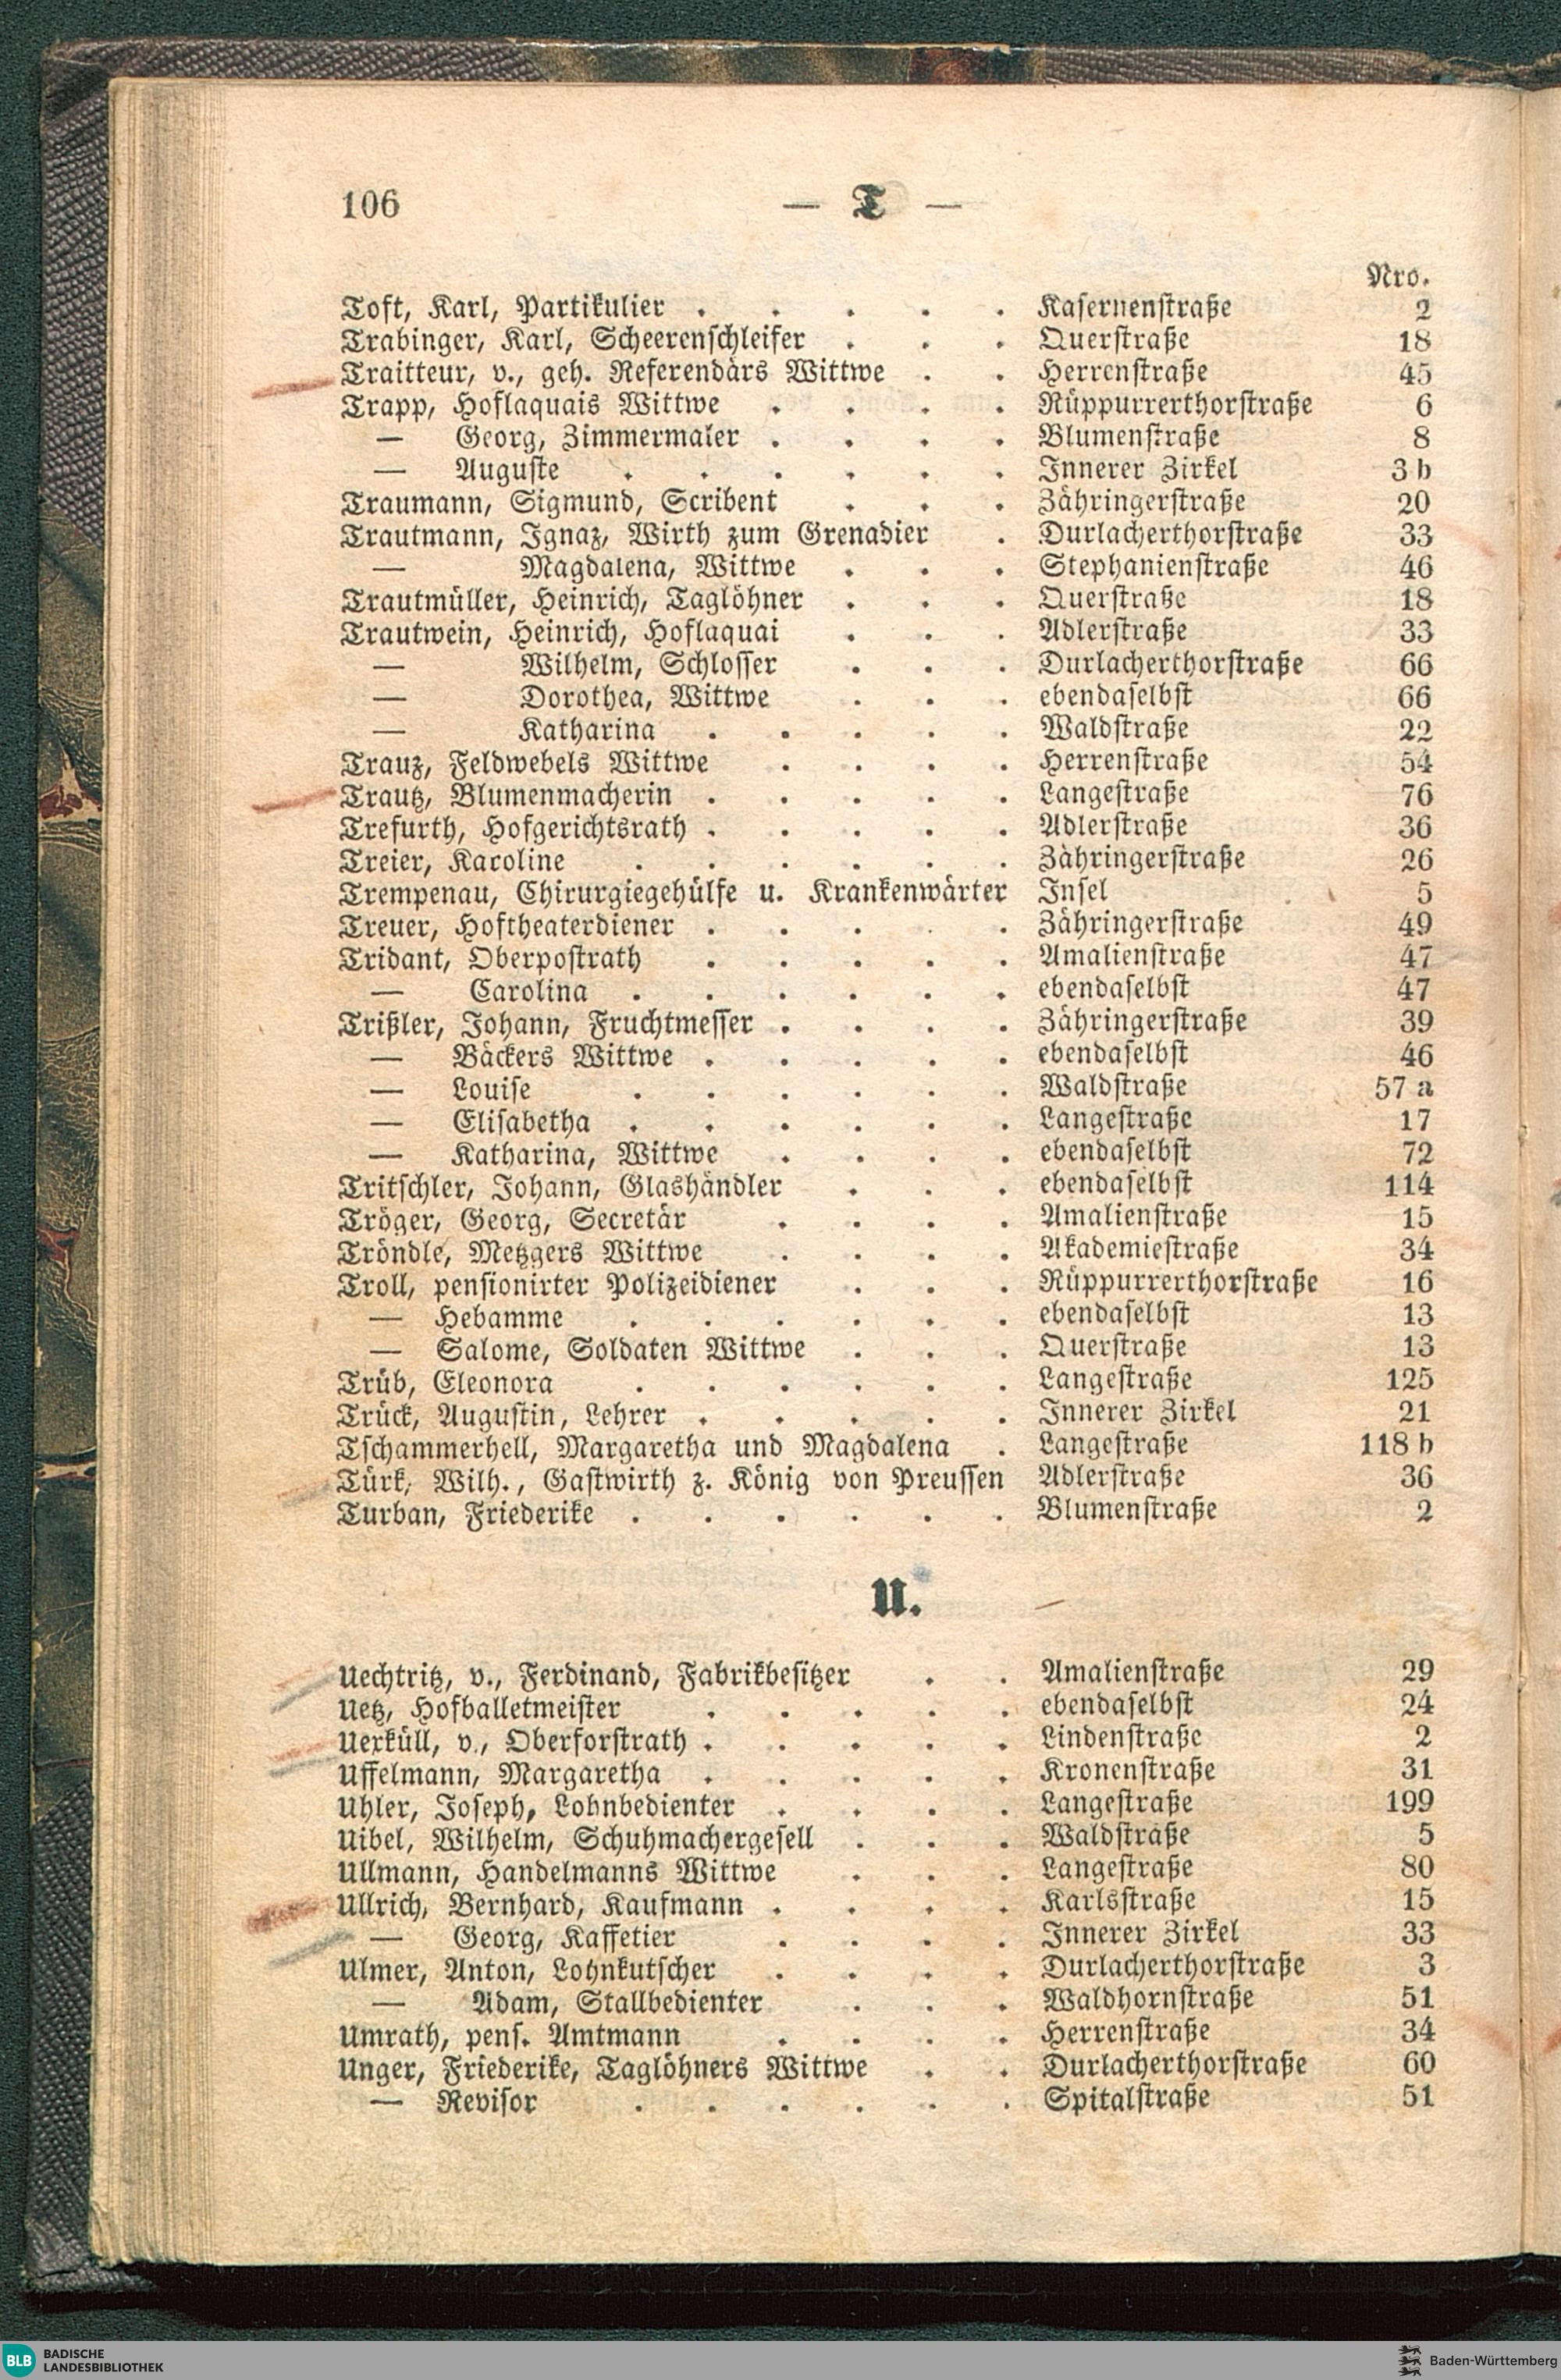 106 — T —
Nro.
Toft, Karl, Partikulier . . . . . Kasernenstraße 2
Trabinger, Karl, Scheerenschleifer . . . Querstraße 18
Traitteur, v., geh. Referendärs Wittwe . . Herrenstraße 45
Trapp, Hoflaquais Wittwe . . . . Rüppurrerthorstraße 6
— Georg, Zimmermaler . . . . Blumenstraße 8
— Auguste . . . . . . Innerer Zirkel 3 b
Traumann, Sigmund, Scribent . . . Zähringerstraße 20
Trautmann, Ignaz, Wirth zum Grenadier . Durlacherthorstraße 33
— Magdalena, Wittwe . . . Stephanienstraße 46
Trautmüller, Heinrich, Taglöhner . . . Querstraße 18
Trautwein, Heinrich, Hoflaquai . . . Adlerstraße 33
— Wilhelm, Schlosser . . . Durlacherthorstraße 66
— Dorothea, Wittwe . . . ebendaselbst 66
— Katharina . . . . . Waldstraße 22
Trauz, Feldwebels Wittwe . . . . Herrenstraße 54
Trautz, Blumenmacherin . . . . . Langestraße 76
Trefurth, Hofgerichtsrath . . . . . Adlerstraße 36
Treier, Karoline . . . . . . Zähringerstraße 26
Trempenau, Chirurgiegehülfe u. Krankenwärter Insel 5
Treuer, Hoftheaterdiener . . . . . Zähringerstraße 49
Tridant, Oberpostrath . . . . . Amalienstraße 47
— Carolina . . . . . . ebendaselbst 47
Trißler, Johann, Fruchtmesser . . . . Zähringerstraße 39
— Bäckers Wittwe . . . . . ebendaselbst 46
— Louise . . . . . . Waldstraße 57 a
— Elisabetha . . . . . . Langestraße 17
— Katharina, Wittwe . . . . ebendaselbst 72
Tritschler, Johann, Glashändler . . . ebendaselbst 114
Tröger, Georg, Secretär . . . . Amalienstraße 15
Tröndle, Metzgers Wittwe . . . . Akademiestraße 34
Troll, pensionirter Polizeidiener . . . Rüppurrerthorstraße 16
— Hebamme . . . . . . ebendaselbst 13
— Salome, Soldaten Wittwe . . . Querstraße 13
Trüb, Eleonora . . . . . . Langestraße 125
Trück, Augustin, Lehrer . . . . . Innerer Zirkel 21
Tschammerhell, Margaretha und Magdalena . Langestraße 118 b
Türk, Wilh., Gastwirth z. König von Preussen Adlerstraße 36
Turban, Friederike . . . . . . Blumenstraße 2
U.
Uechtritz, v., Ferdinand, Fabrikbesitzer . . Amalienstraße 29
Uetz, Hofballetmeister . . . . . ebendaselbst 24
Uexküll, v., Oberforstrath . . . . . Lindenstraße 2
Uffelmann, Margaretha . . . . . Kronenstraße 31
Uhler, Joseph, Lohnbedienter . . . . Langestraße 199
Uibel, Wilhelm, Schuhmachergesell . . . Waldstraße 5
Ullmann, Handelmanns Wittwe . . . Langestraße 80
Ullrich, Bernhard, Kaufmann . . . . Karlsstraße 15
— Georg, Kaffetier . . . . Innerer Zirkel 33
Ulmer, Anton, Lohnkutscher . . . . Durlacherthorstraße 3
— Adam, Stallbedienter . . . Waldhornstraße 51
Umrath, pens. Amtmann . . . . Herrenstraße 34
Unger, Friederike, Taglöhners Wittwe . . Durlacherthorstraße 60
— Revisor . . . . . . Spitalstraße 51
BLB BADISCHE
LANDESBIBLIOTHEK
Baden-Württemberg